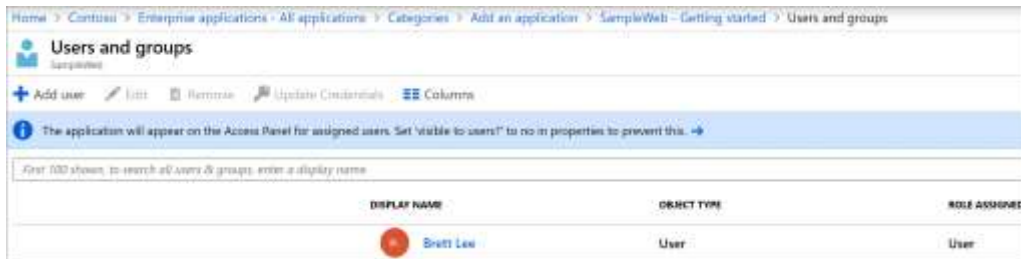 Home > Contoso > Enterprise applications - All applications > Categories > Add an application > SampleWeb - Getting started > Users and groups
Users and groups
SampleWeb
Add user Edit Remove Update Credentials Columns
The application will appear on the Access Panel for assigned users. Set 'visible to users?' to no in properties to prevent this.
First 100 shown, to search all users & groups, enter a display name
DISPLAY NAME OBJECT TYPE ROLE ASSIGNED
Brett Lee User User